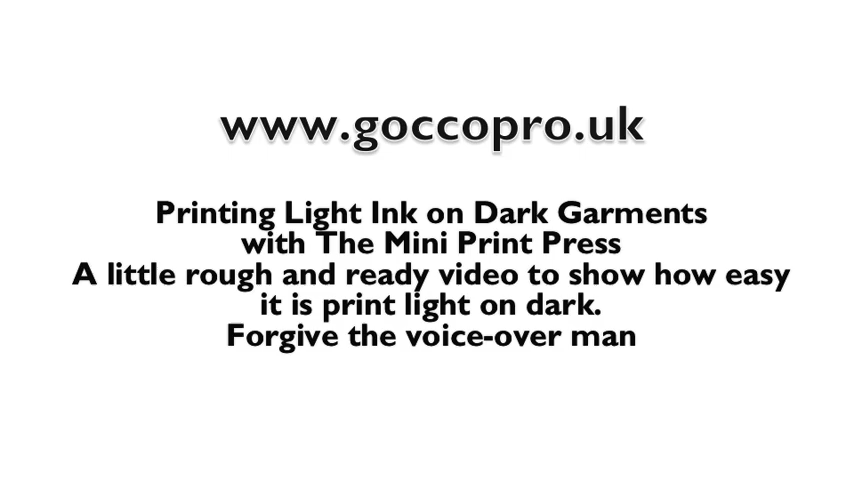 www.goccopro.uk
Printing Light Ink on Dark Garments
with The Mini Print Press
A little rough and ready video to show how easy
it is print light on dark.
Forgive the voice-over man